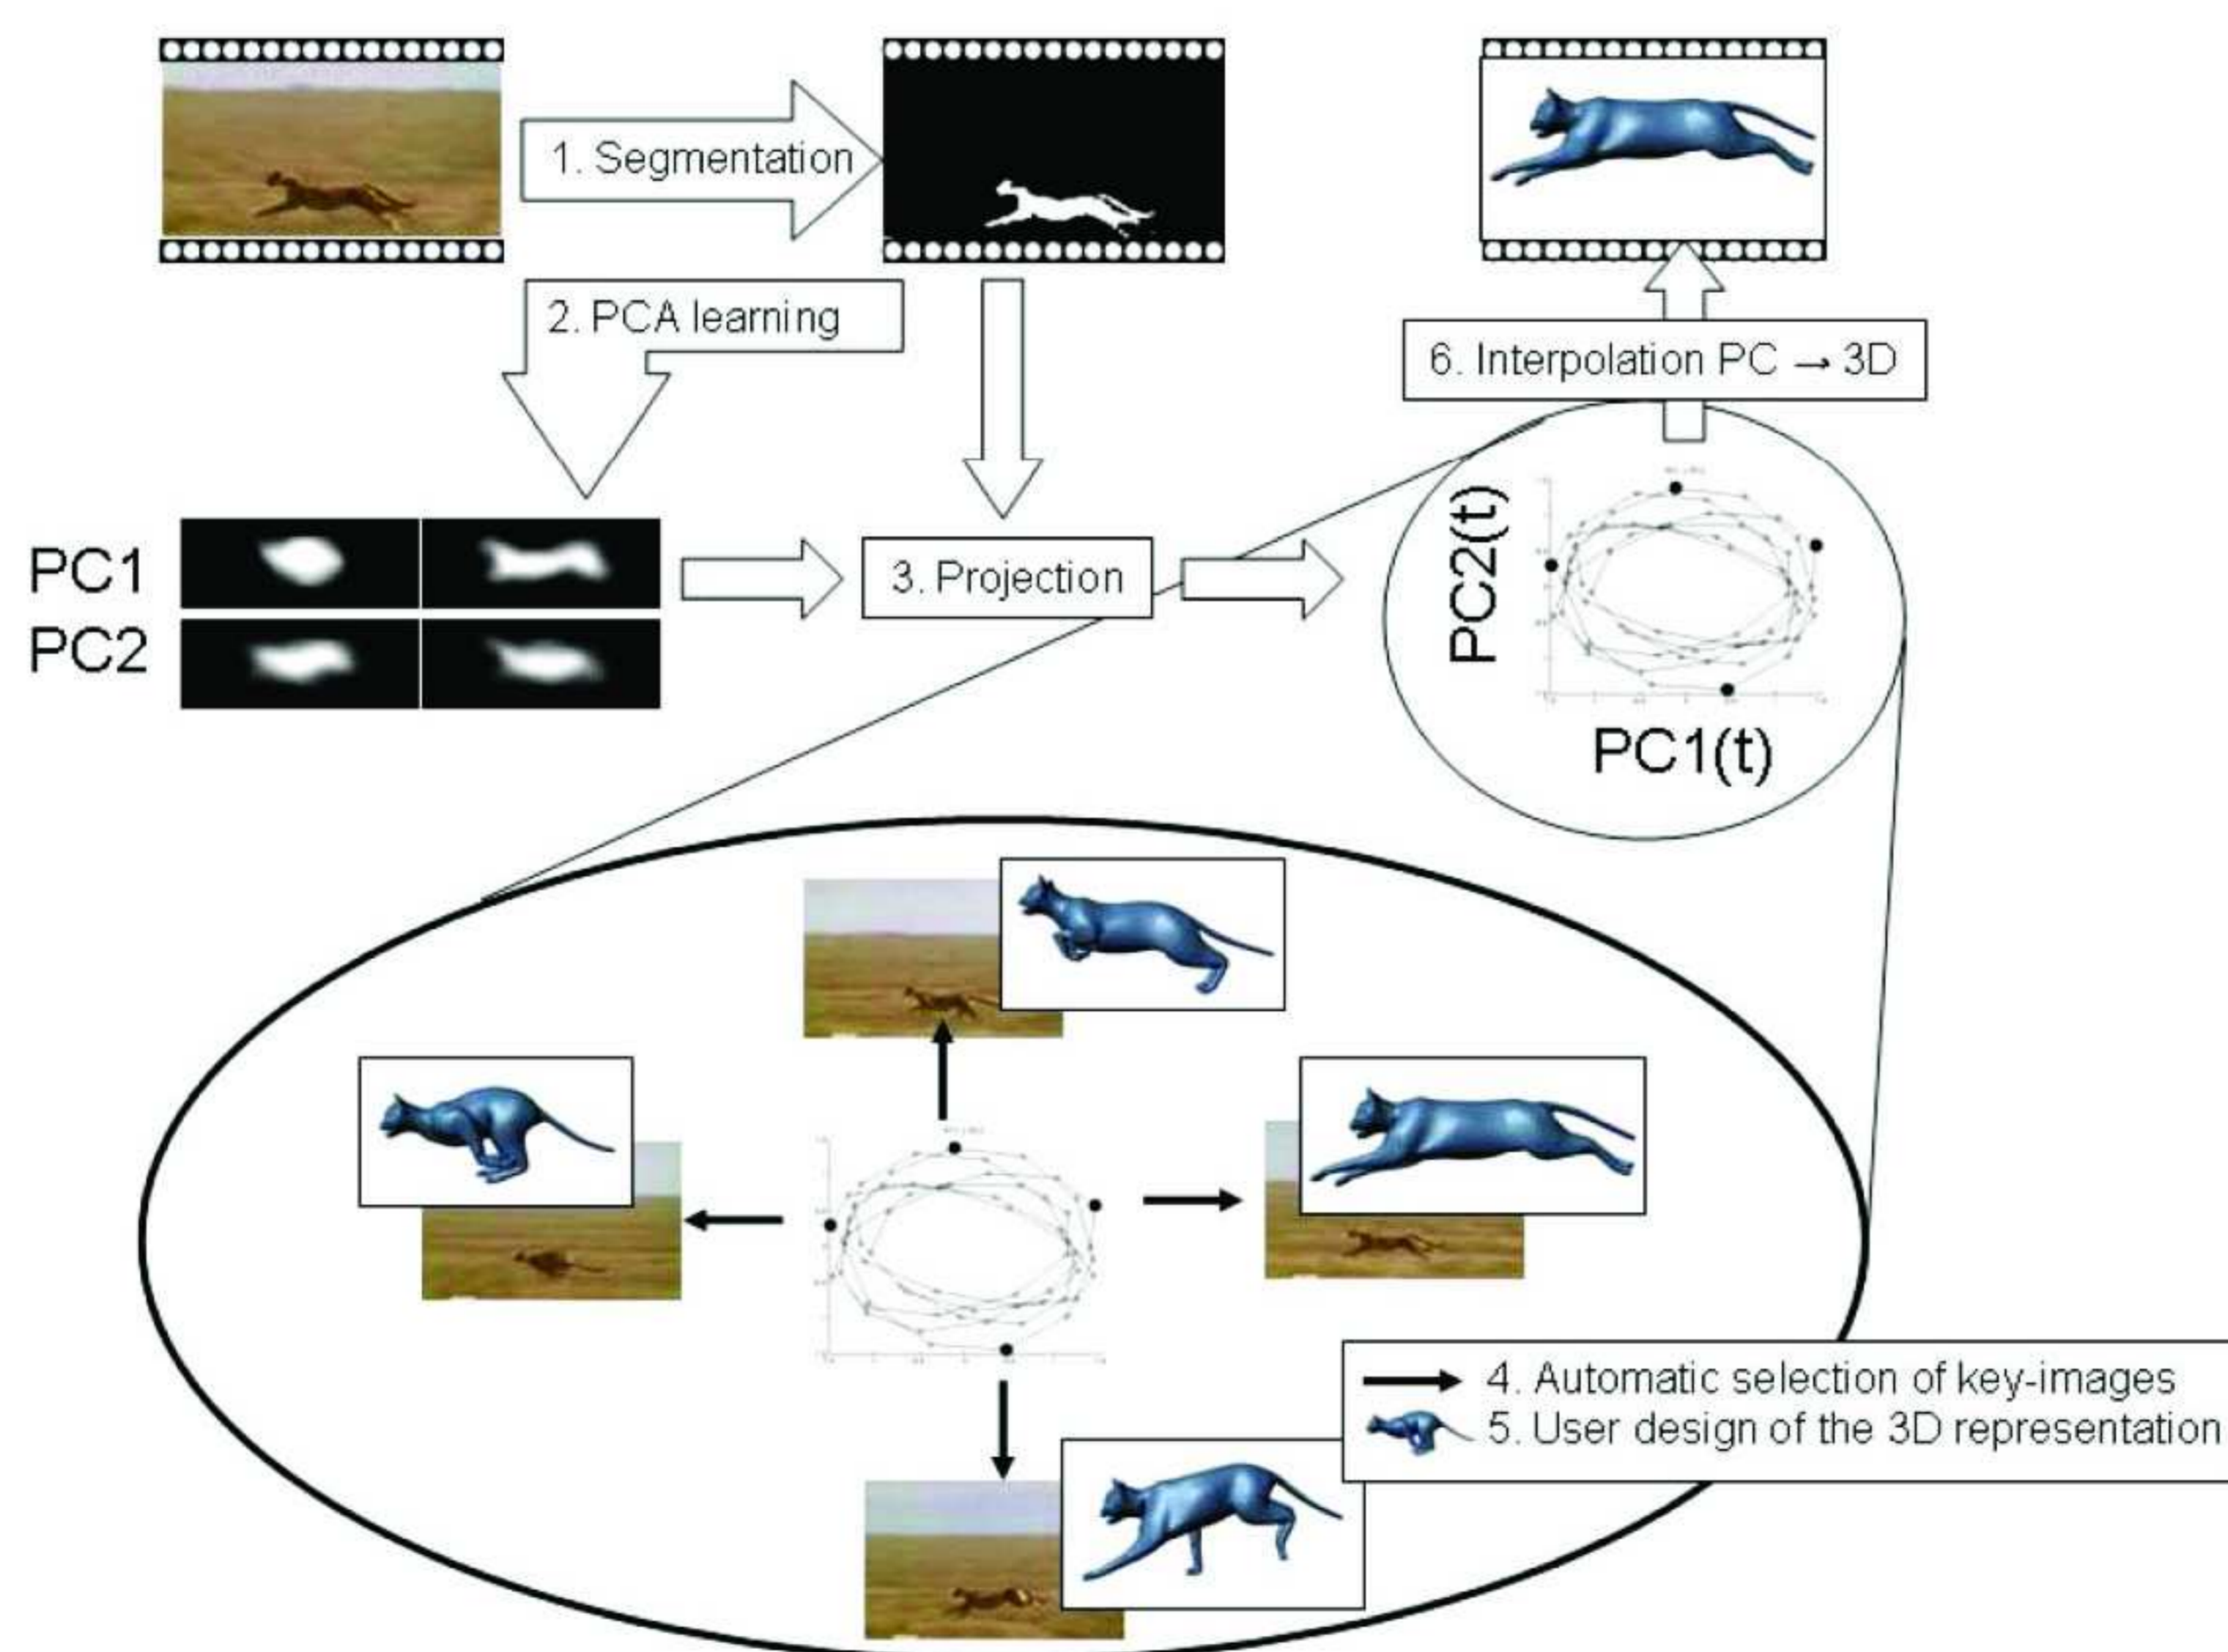 1. Segmentation
2. PCA learning
6. Interpolation PC → 3D
PC1
PC2
3. Projection
PC2(t)
PC1(t)
4. Automatic selection of key-images
5. User design of the 3D representation